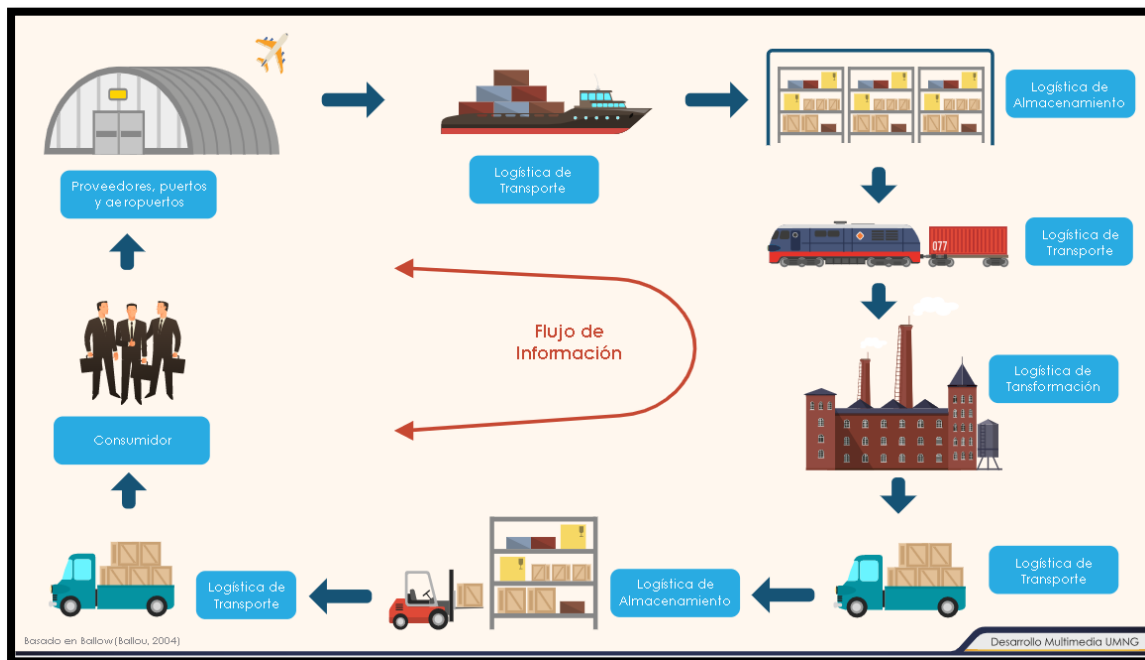 Proveedores, puertos
y aeropuertos
Logística de
Transporte
Logística de
Almacenamiento
Logística de
Transporte
077
Flujo de
Información
Logística de
Tansformación
Consumidor
Logística de
Transporte
Logística de
Almacenamiento
Logística de
Transporte
Basado en Ballow (Ballou, 2004)
Desarrollo Multimedia UMNG